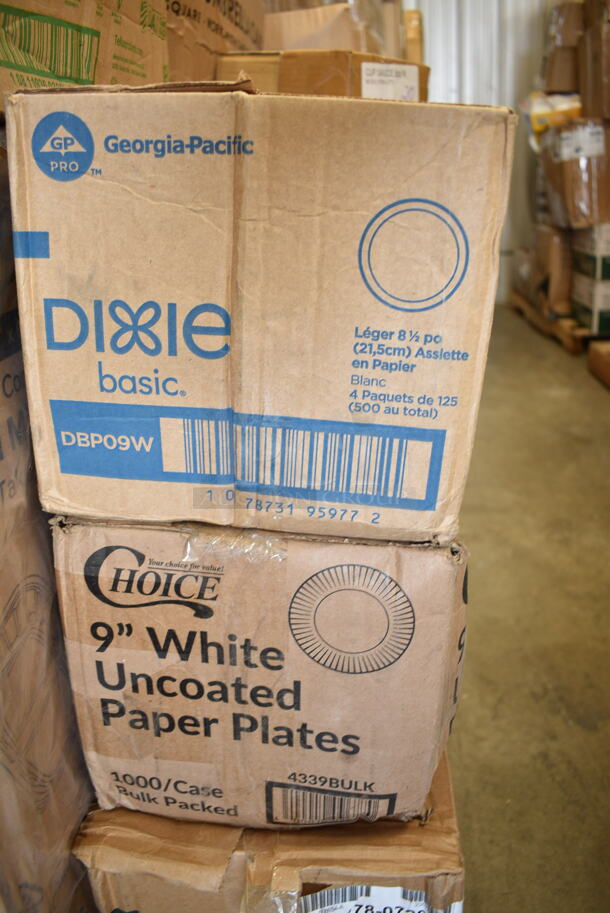 GP
PRO
™
Georgia-Pacific
DIXIE
basic®
Léger 8 ½ po
(21,5cm) Assiette
en Papier
Blanc
4 Paquets de 125
(500 au total)
DBP09W
1 0 78731 95977 2
Your choice for value!
CHOICE
9” White
Uncoated
Paper Plates
1000/Case
Bulk Packed
4339BULK